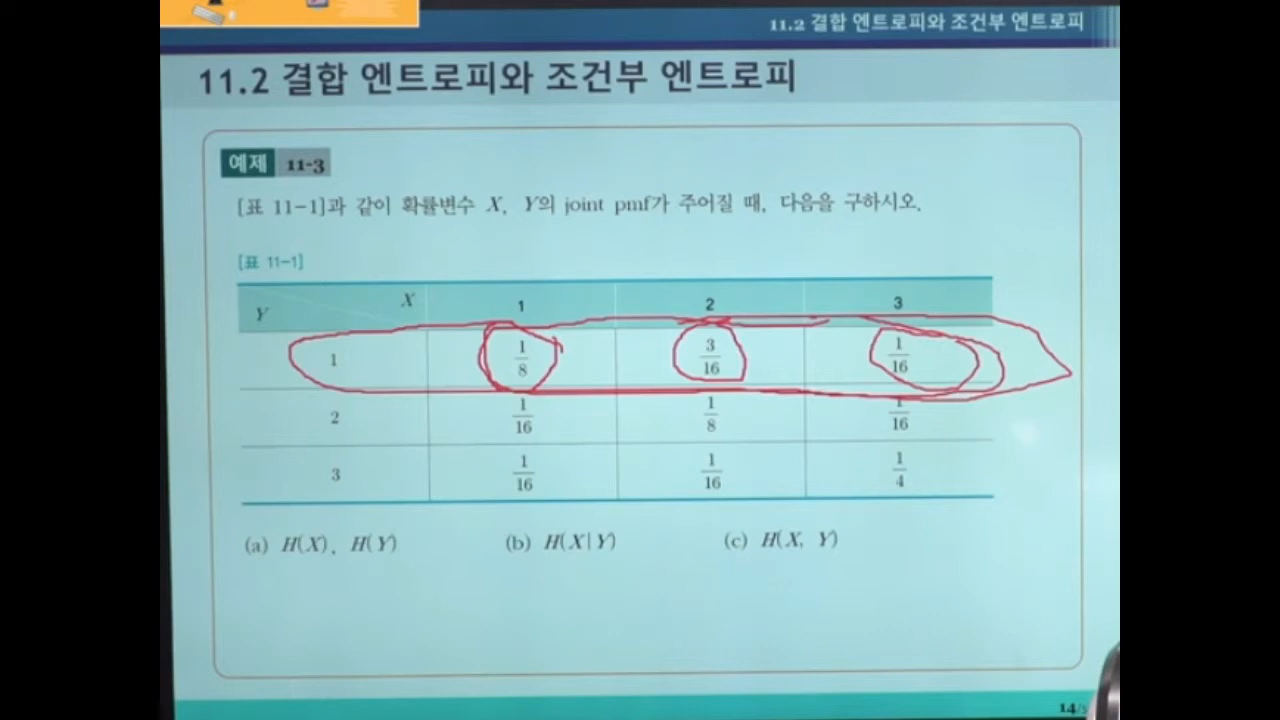 11.2 결합 엔트로피와 조건부 엔트로피
11.2 결합 엔트로피와 조건부 엔트로피
예제 11-3
[표 11-1]과 같이 확률변수 X, Y의 joint pmf가 주어질 때, 다음을 구하시오.
[표 11-1]
Y X 1 2 3
1 1/8 3/16 1/16
2 1/16 1/8 1/16
3 1/16 1/16 1/4
(a) H(X), H(Y) (b) H(X|Y) (c) H(X, Y)
14